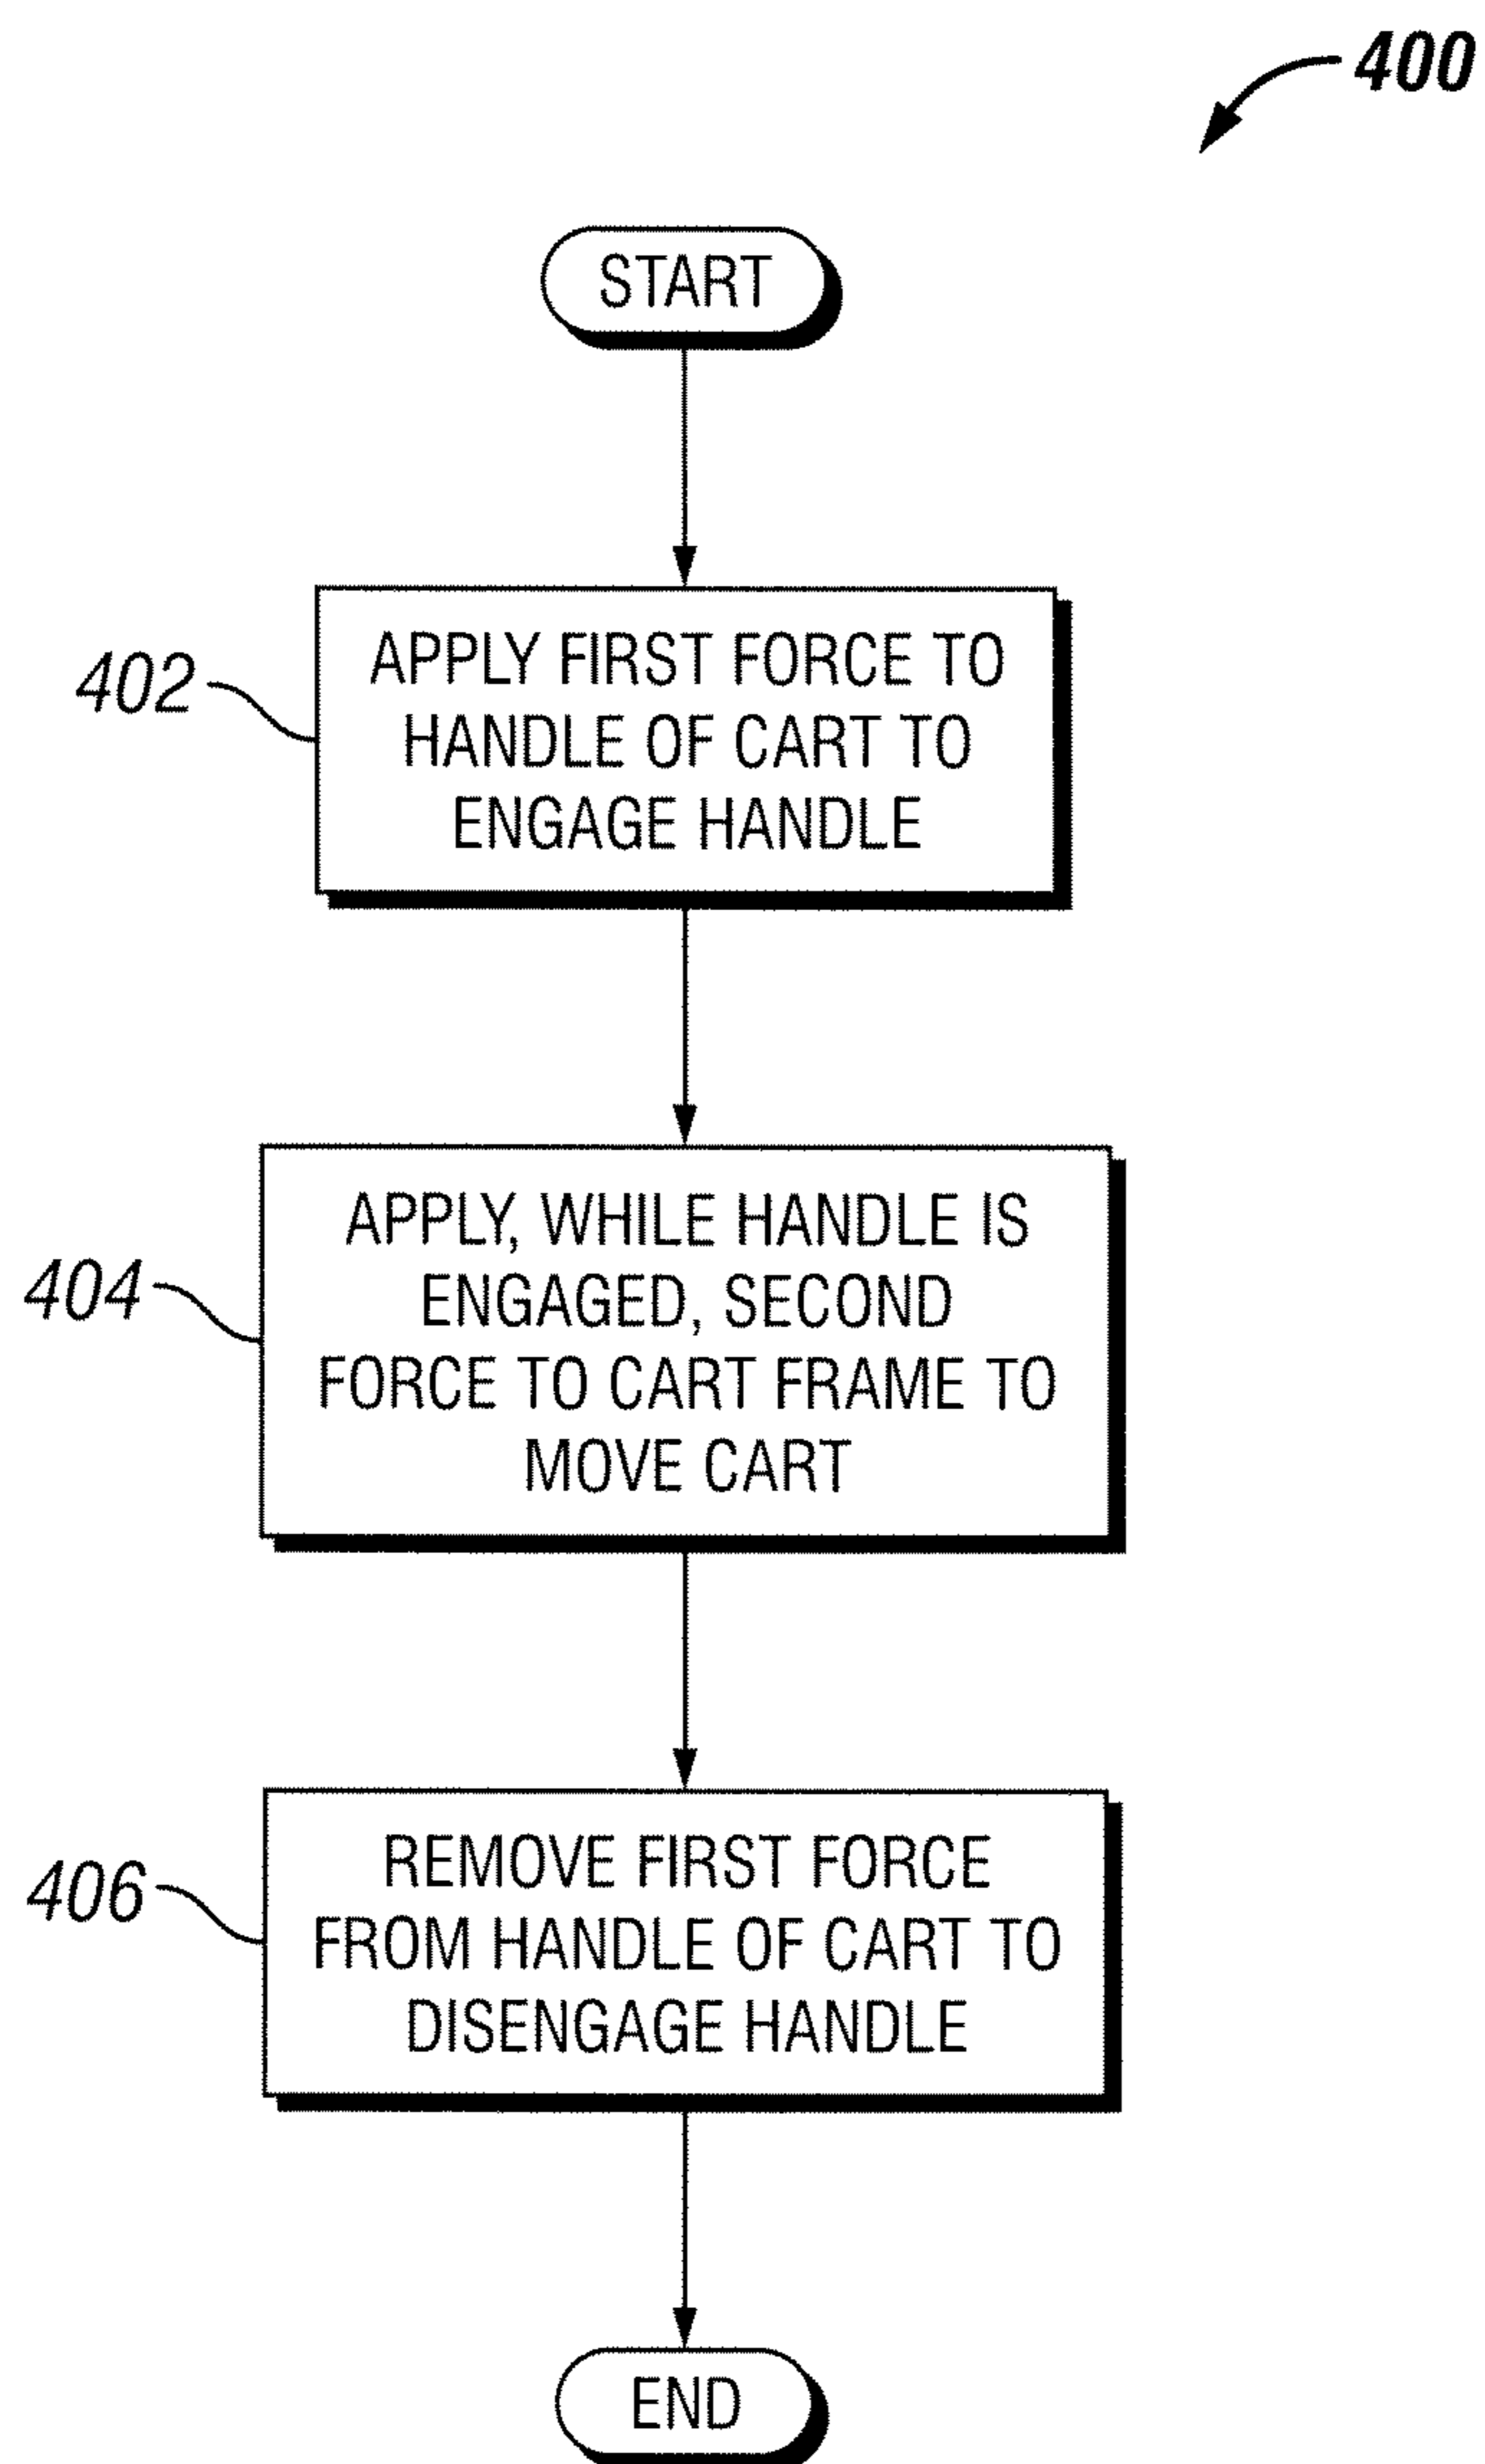 400
START
402
APPLY FIRST FORCE TO
HANDLE OF CART TO
ENGAGE HANDLE
404
APPLY, WHILE HANDLE IS
ENGAGED, SECOND
FORCE TO CART FRAME TO
MOVE CART
406
REMOVE FIRST FORCE
FROM HANDLE OF CART TO
DISENGAGE HANDLE
END